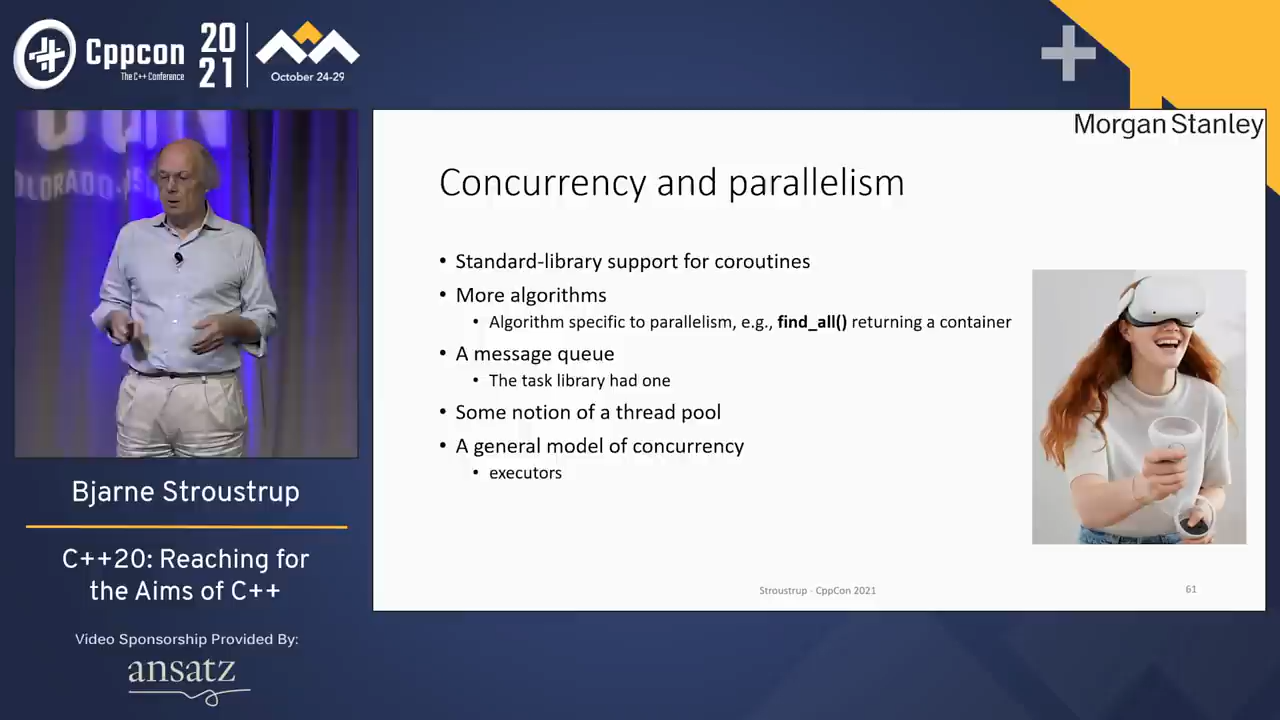 Cppcon
The C++ Conference
20
21
October 24-29
Morgan Stanley
Concurrency and parallelism
• Standard-library support for coroutines
• More algorithms
• Algorithm specific to parallelism, e.g., find_all() returning a container
• A message queue
• The task library had one
• Some notion of a thread pool
• A general model of concurrency
• executors
Stroustrup - CppCon 2021
61
Bjarne Stroustrup
C++20: Reaching for
the Aims of C++
Video Sponsorship Provided By:
ansatz